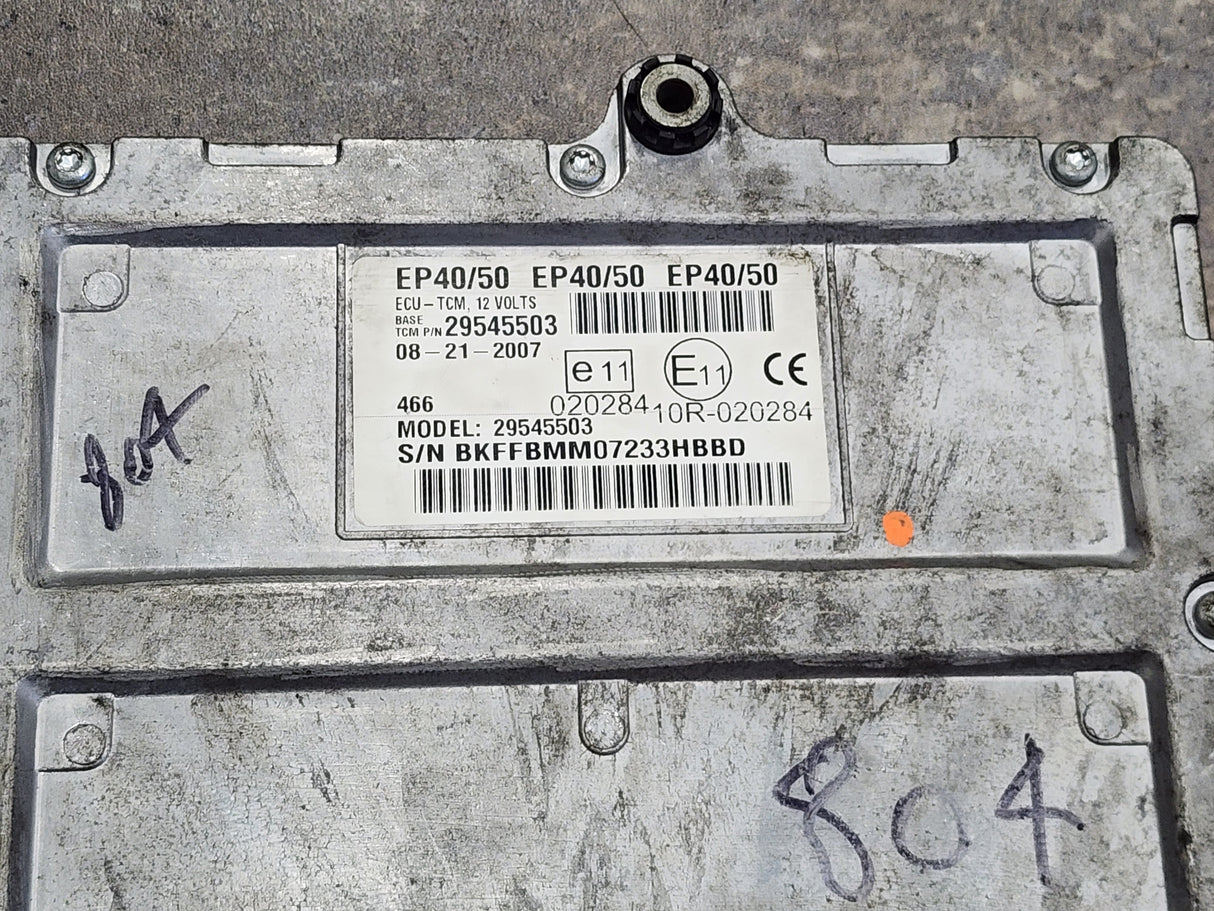 EP40/50 EP40/50 EP40/50
ECU-TCM, 12 VOLTS
BASE
TCM P/N 29545503
08-21-2007
e11
E11
CE
020284
10R-020284
466
MODEL: 29545503
S/N BKFFBMM07233HBBD
804
804